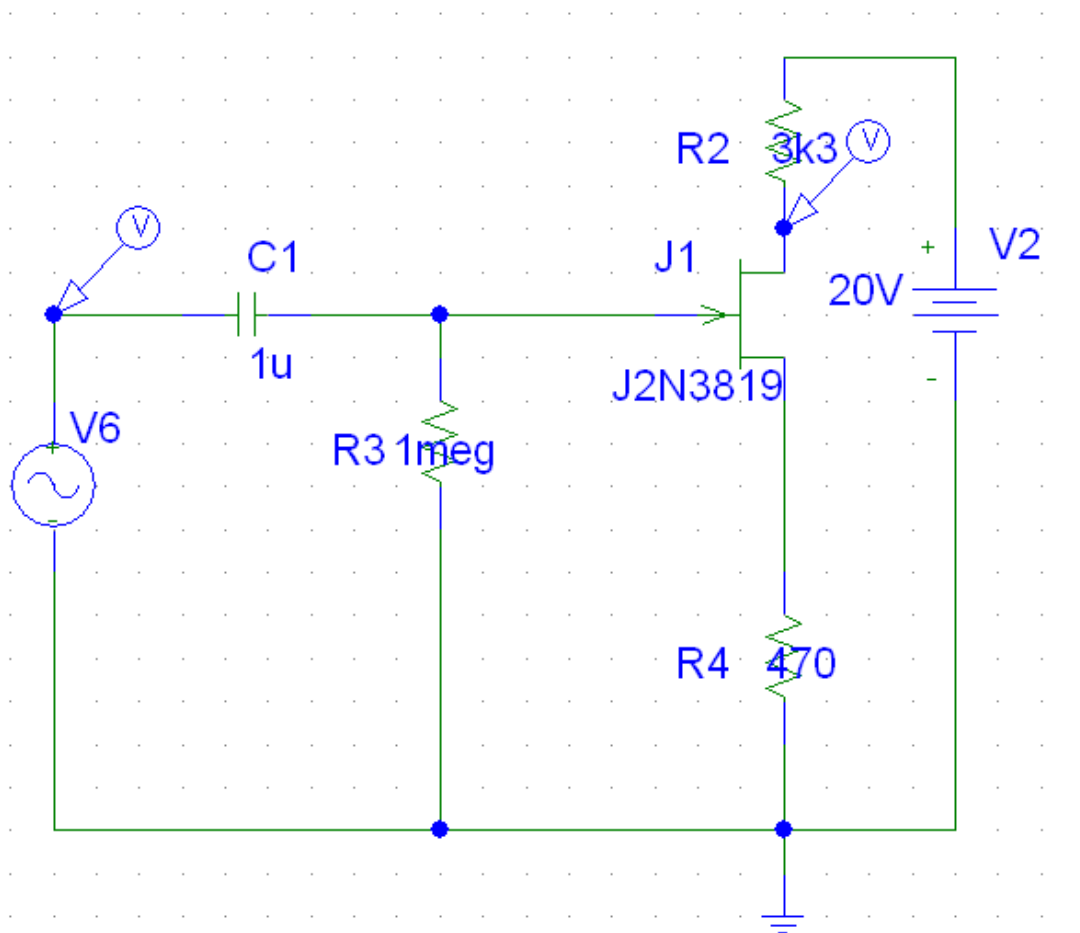 R2 3k3
V
V
C1
J1
V2
+
20V
1u
J2N3819
-
V6
+
R3 1meg
-
R4 470